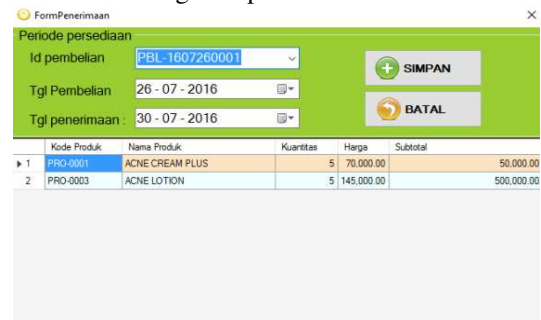 FormPenerimaan
Periode persediaan
Id pembelian PBL-1607260001
SIMPAN
Tgl Pembelian 26 - 07 - 2016
BATAL
Tgl penerimaan : 30 - 07 - 2016
Kode Produk Nama Produk Kuantitas Harga Subtotal
1 PRO-0001 ACNE CREAM PLUS 5 70,000.00 50,000.00
2 PRO-0003 ACNE LOTION 5 145,000.00 500,000.00